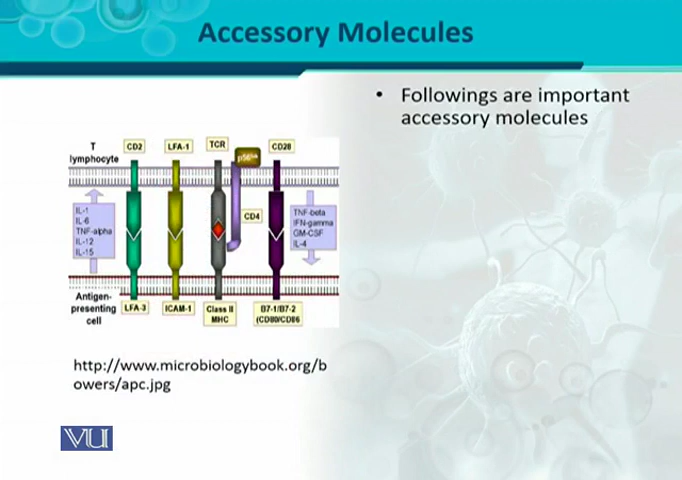 Accessory Molecules
• Followings are important
accessory molecules
T
lymphocyte
CD2
LFA-1
TCR
p56lck
CD28
CD4
IL-1
IL-6
TNF-alpha
IL-12
IL-15
TNF-beta
IFN-gamma
GM-CSF
IL-4
Antigen-
presenting
cell
LFA-3
ICAM-1
Class II
MHC
B7-1/B7-2
(CD80/CD86
http://www.microbiologybook.org/b
owers/apc.jpg
VU